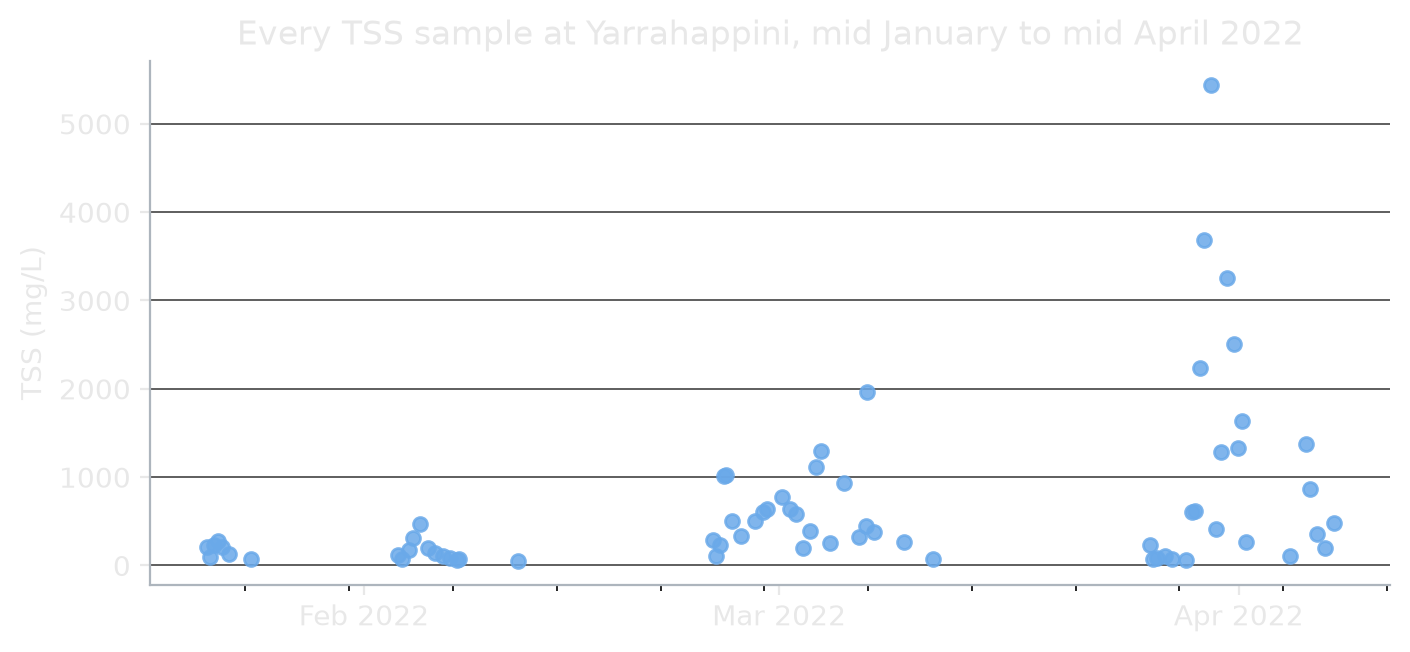 Every TSS sample at Yarrahappini, mid January to mid April 2022
TSS (mg/L)
5000
4000
3000
2000
1000
0
Feb 2022
Mar 2022
Apr 2022